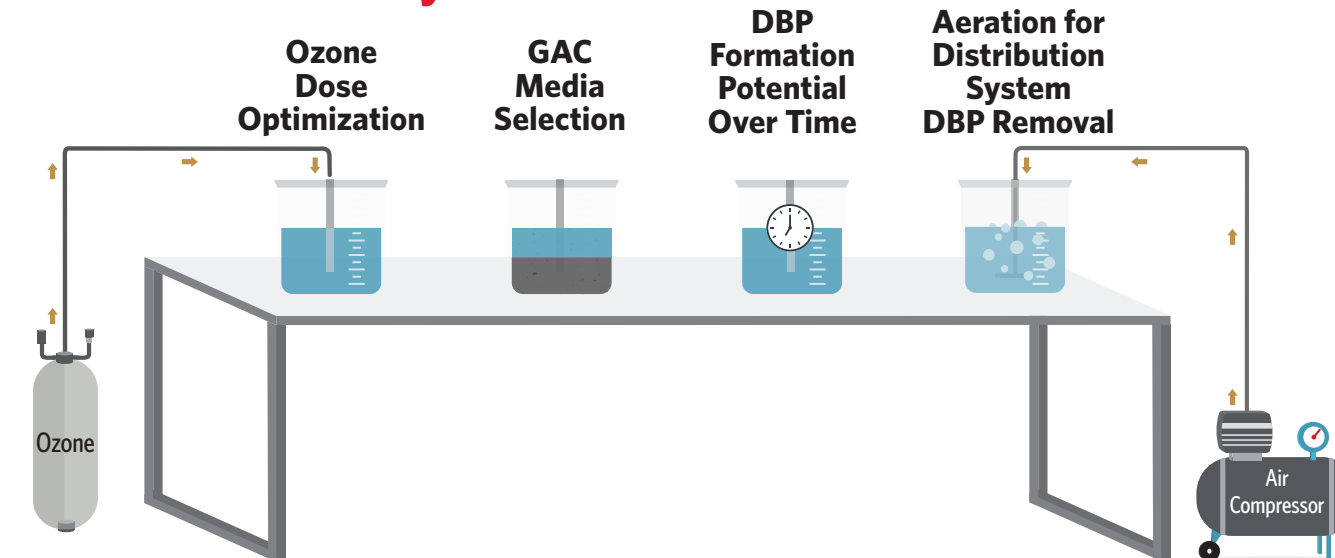 Ozone
Dose
Optimization
GAC
Media
Selection
DBP
Formation
Potential
Over Time
Aeration for
Distribution
System
DBP Removal
Ozone
Air
Compressor